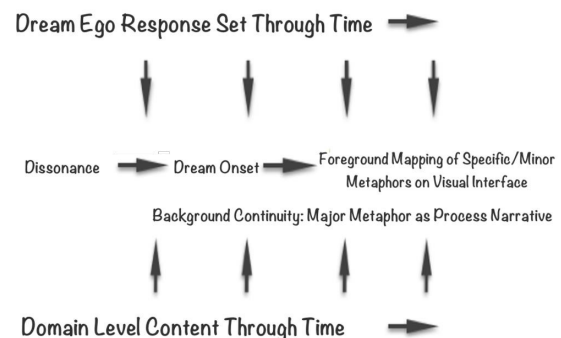 Dream Ego Response Set Through Time
Dissonance
Dream Onset
Foreground Mapping of Specific/Minor
Metaphors on Visual Interface
Background Continuity: Major Metaphor as Process Narrative
Domain Level Content Through Time